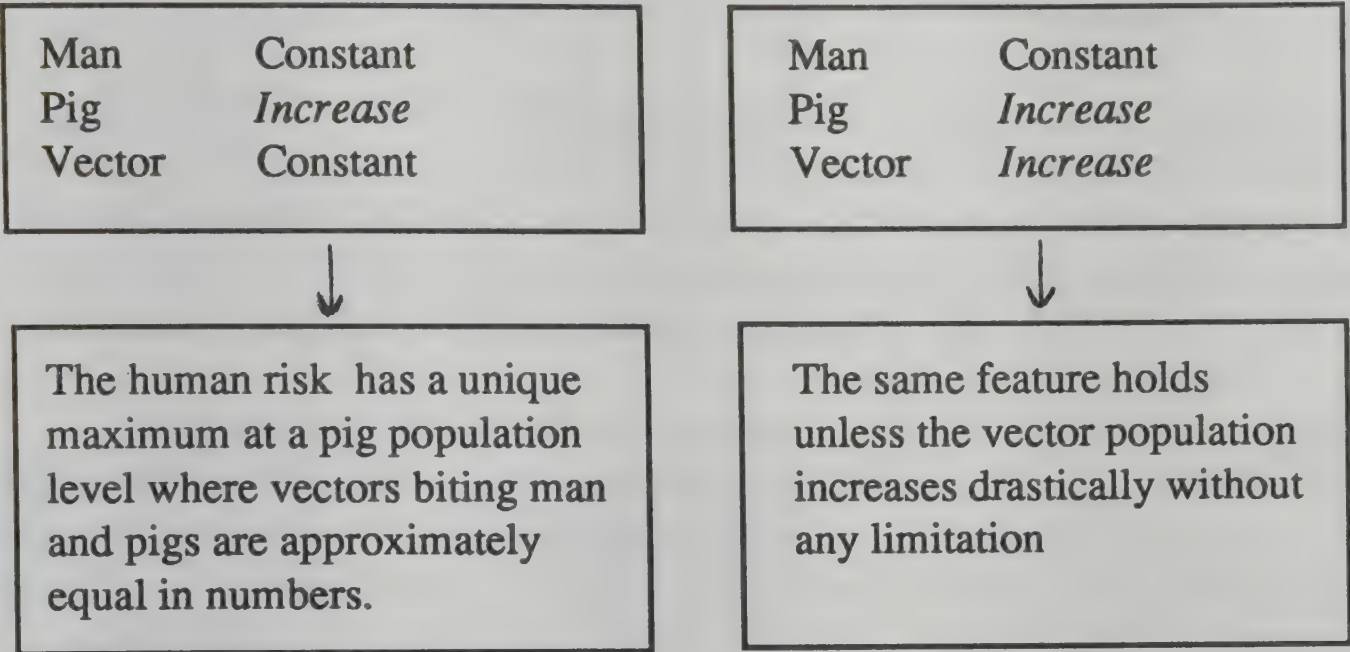 Man Constant
Pig Increase
Vector Constant
Man Constant
Pig Increase
Vector Increase
The human risk has a unique
maximum at a pig population
level where vectors biting man
and pigs are approximately
equal in numbers.
The same feature holds
unless the vector population
increases drastically without
any limitation